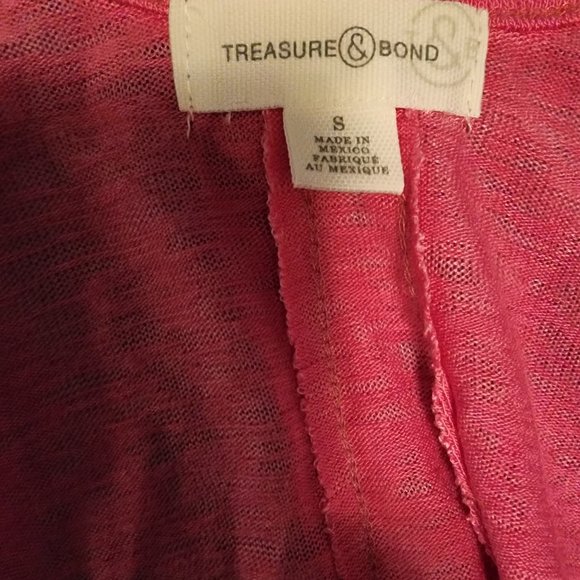 TREASURE & BOND
S
MADE IN
MEXICO
FABRIQUÉ
AU MEXIQUE